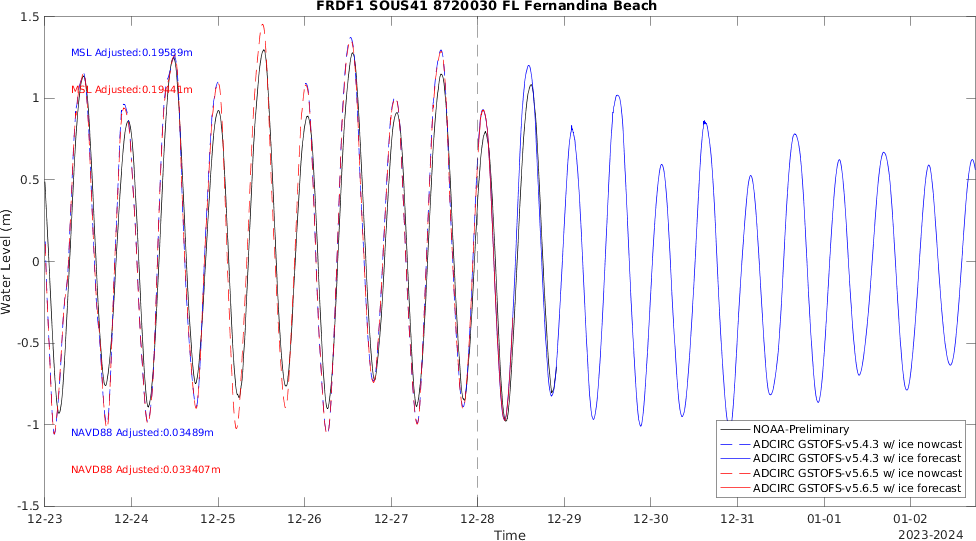 FRDF1 SOUS41 8720030 FL Fernandina Beach
1.5
MSL Adjusted:0.19589m
MSL Adjusted:0.19441m
1
0.5
0
Water Level (m)
-0.5
-1
NAVD88 Adjusted:0.03489m
NAVD88 Adjusted:0.033407m
-1.5
NOAA-Preliminary
ADCIRC GSTOFS-v5.4.3 w/ ice nowcast
ADCIRC GSTOFS-v5.4.3 w/ ice forecast
ADCIRC GSTOFS-v5.6.5 w/ ice nowcast
ADCIRC GSTOFS-v5.6.5 w/ ice forecast
12-23 12-24 12-25 12-26 12-27 12-28 12-29 12-30 12-31 01-01 01-02
Time
2023-2024